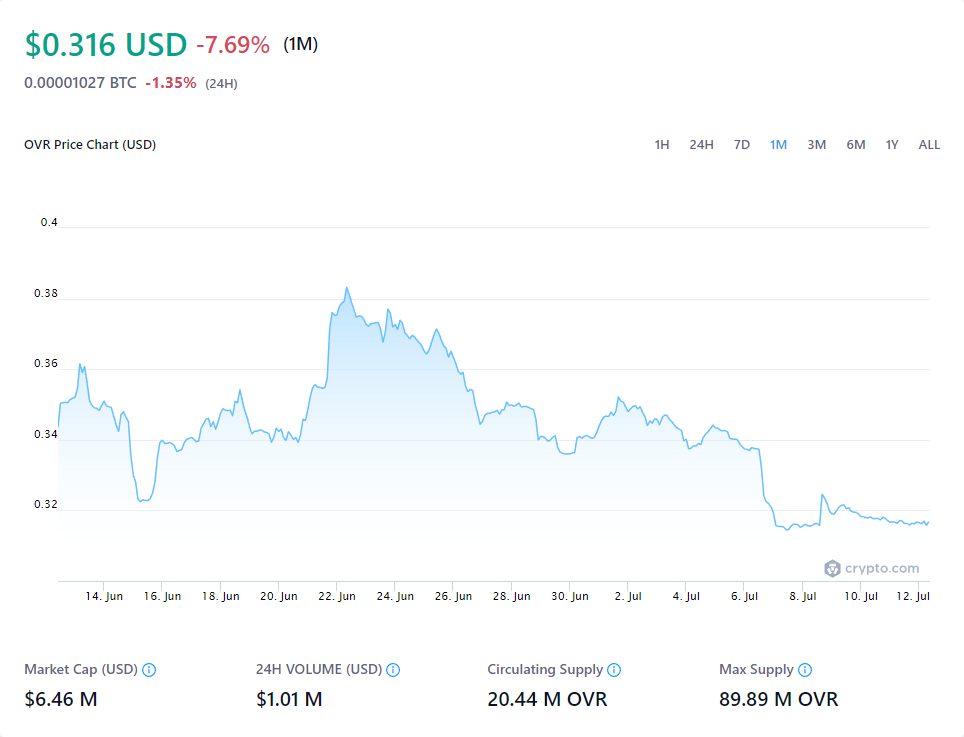 $0.316 USD -7.69% (1M)
0.00001027 BTC -1.35% (24H)
OVR Price Chart (USD) 1H 24H 7D 1M 3M 6M 1Y ALL
0.4
0.38
0.36
0.34
0.32
crypto.com
14. Jun 16. Jun 18. Jun 20. Jun 22. Jun 24. Jun 26. Jun 28. Jun 30. Jun 2. Jul 4. Jul 6. Jul 8. Jul 10. Jul 12. Jul
Market Cap (USD) 24H VOLUME (USD) Circulating Supply Max Supply
$6.46 M $1.01 M 20.44 M OVR 89.89 M OVR